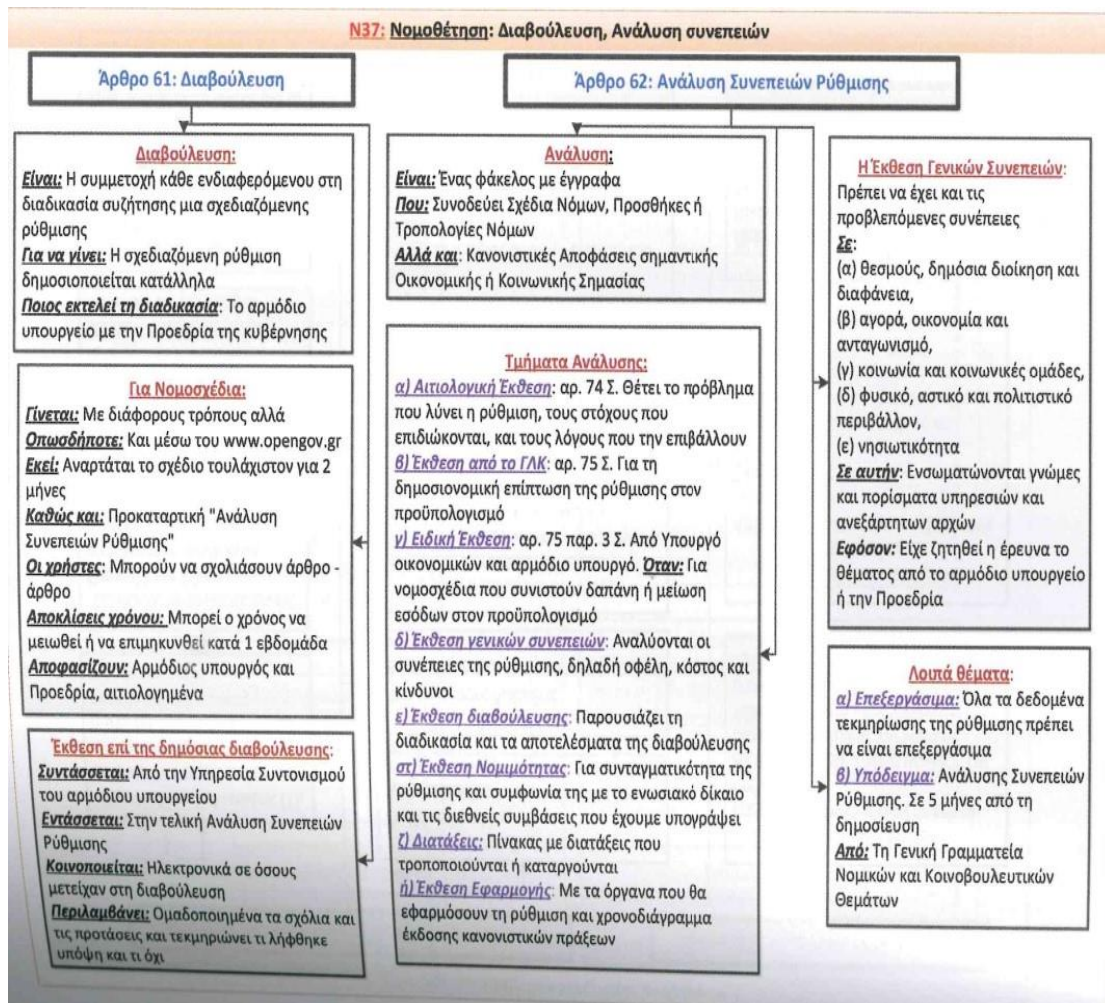 N37: Νομοθέτηση: Διαβούλευση, Ανάλυση συνεπειών
Άρθρο 61: Διαβούλευση
Διαβούλευση:
Είναι: Η συμμετοχή κάθε ενδιαφερόμενου στη
διαδικασία συζήτησης μια σχεδιαζόμενης
ρύθμισης
Για να γίνει: Η σχεδιαζόμενη ρύθμιση
δημοσιοποιείται κατάλληλα
Ποιος εκτελεί τη διαδικασία: Το αρμόδιο
υπουργείο με την Προεδρία της κυβέρνησης
Για Νομοσχέδια:
Γίνεται: Με διάφορους τρόπους αλλά
Οπωσδήποτε: Και μέσω του www.opengov.gr
Εκεί: Αναρτάται το σχέδιο τουλάχιστον για 2
μήνες
Καθώς και: Προκαταρτική "Ανάλυση
Συνεπειών Ρύθμισης"
Οι χρήστες: Μπορούν να σχολιάσουν άρθρο -
άρθρο
Αποκλίσεις χρόνου: Μπορεί ο χρόνος να
μειωθεί ή να επιμηκυνθεί κατά 1 εβδομάδα
Αποφασίζουν: Αρμόδιος υπουργός και
Προεδρία, αιτιολογημένα
Έκθεση επί της δημόσιας διαβούλευσης:
Συντάσσεται: Από την Υπηρεσία Συντονισμού
του αρμόδιου υπουργείου
Εντάσσεται: Στην τελική Ανάλυση Συνεπειών
Ρύθμισης
Κοινοποιείται: Ηλεκτρονικά σε όσους
μετείχαν στη διαβούλευση
Περιλαμβάνει: Ομαδοποιημένα τα σχόλια και
τις προτάσεις και τεκμηριώνει τι λήφθηκε
υπόψη και τι όχι
Άρθρο 62: Ανάλυση Συνεπειών Ρύθμισης
Ανάλυση:
Είναι: Ένας φάκελος με έγγραφα
Που: Συνοδεύει Σχέδια Νόμων, Προσθήκες ή
Τροπολογίες Νόμων
Αλλά και: Κανονιστικές Αποφάσεις σημαντικής
Οικονομικής ή Κοινωνικής Σημασίας
Τμήματα Ανάλυσης:
α) Αιτιολογική Έκθεση: αρ. 74 Σ. Θέτει το πρόβλημα
που λύνει η ρύθμιση, τους στόχους που
επιδιώκονται, και τους λόγους που την επιβάλλουν
β) Έκθεση από το ΓΛΚ: αρ. 75 Σ. Για τη
δημοσιονομική επίπτωση της ρύθμισης στον
προϋπολογισμό
γ) Ειδική Έκθεση: αρ. 75 παρ. 3 Σ. Από Υπουργό
οικονομικών και αρμόδιο υπουργό. Όταν: Για
νομοσχέδια που συνιστούν δαπάνη ή μείωση
εσόδων στον προϋπολογισμό
δ) Έκθεση γενικών συνεπειών: Αναλύονται οι
συνέπειες της ρύθμισης, δηλαδή οφέλη, κόστος και
κίνδυνοι
ε) Έκθεση διαβούλευσης: Παρουσιάζει τη
διαδικασία και τα αποτελέσματα της διαβούλευσης
στ) Έκθεση Νομιμότητας: Για συνταγματικότητα της
ρύθμισης και συμφωνία της με το ενωσιακό δίκαιο
και τις διεθνείς συμβάσεις που έχουμε υπογράψει
ζ) Διατάξεις: Πίνακας με διατάξεις που
τροποποιούνται ή καταργούνται
ή) Έκθεση Εφαρμογής: Με τα όργανα που θα
εφαρμόσουν τη ρύθμιση και χρονοδιάγραμμα
έκδοσης κανονιστικών πράξεων
Η Έκθεση Γενικών Συνεπειών:
Πρέπει να έχει και τις
προβλεπόμενες συνέπειες
Σε:
(α) θεσμούς, δημόσια διοίκηση και
διαφάνεια,
(β) αγορά, οικονομία και
ανταγωνισμό,
(γ) κοινωνία και κοινωνικές ομάδες,
(δ) φυσικό, αστικό και πολιτιστικό
περιβάλλον,
(ε) νησιωτικότητα
Σε αυτήν: Ενσωματώνονται γνώμες
και πορίσματα υπηρεσιών και
ανεξάρτητων αρχών
Εφόσον: Είχε ζητηθεί η έρευνα το
θέματος από το αρμόδιο υπουργείο
ή την Προεδρία
Λοιπά θέματα:
α) Επεξεργάσιμα: Όλα τα δεδομένα
τεκμηρίωσης της ρύθμισης πρέπει
να είναι επεξεργάσιμα
β) Υπόδειγμα: Ανάλυσης Συνεπειών
Ρύθμισης. Σε 5 μήνες από τη
δημοσίευση
Από: Τη Γενική Γραμματεία
Νομικών και Κοινοβουλευτικών
Θεμάτων